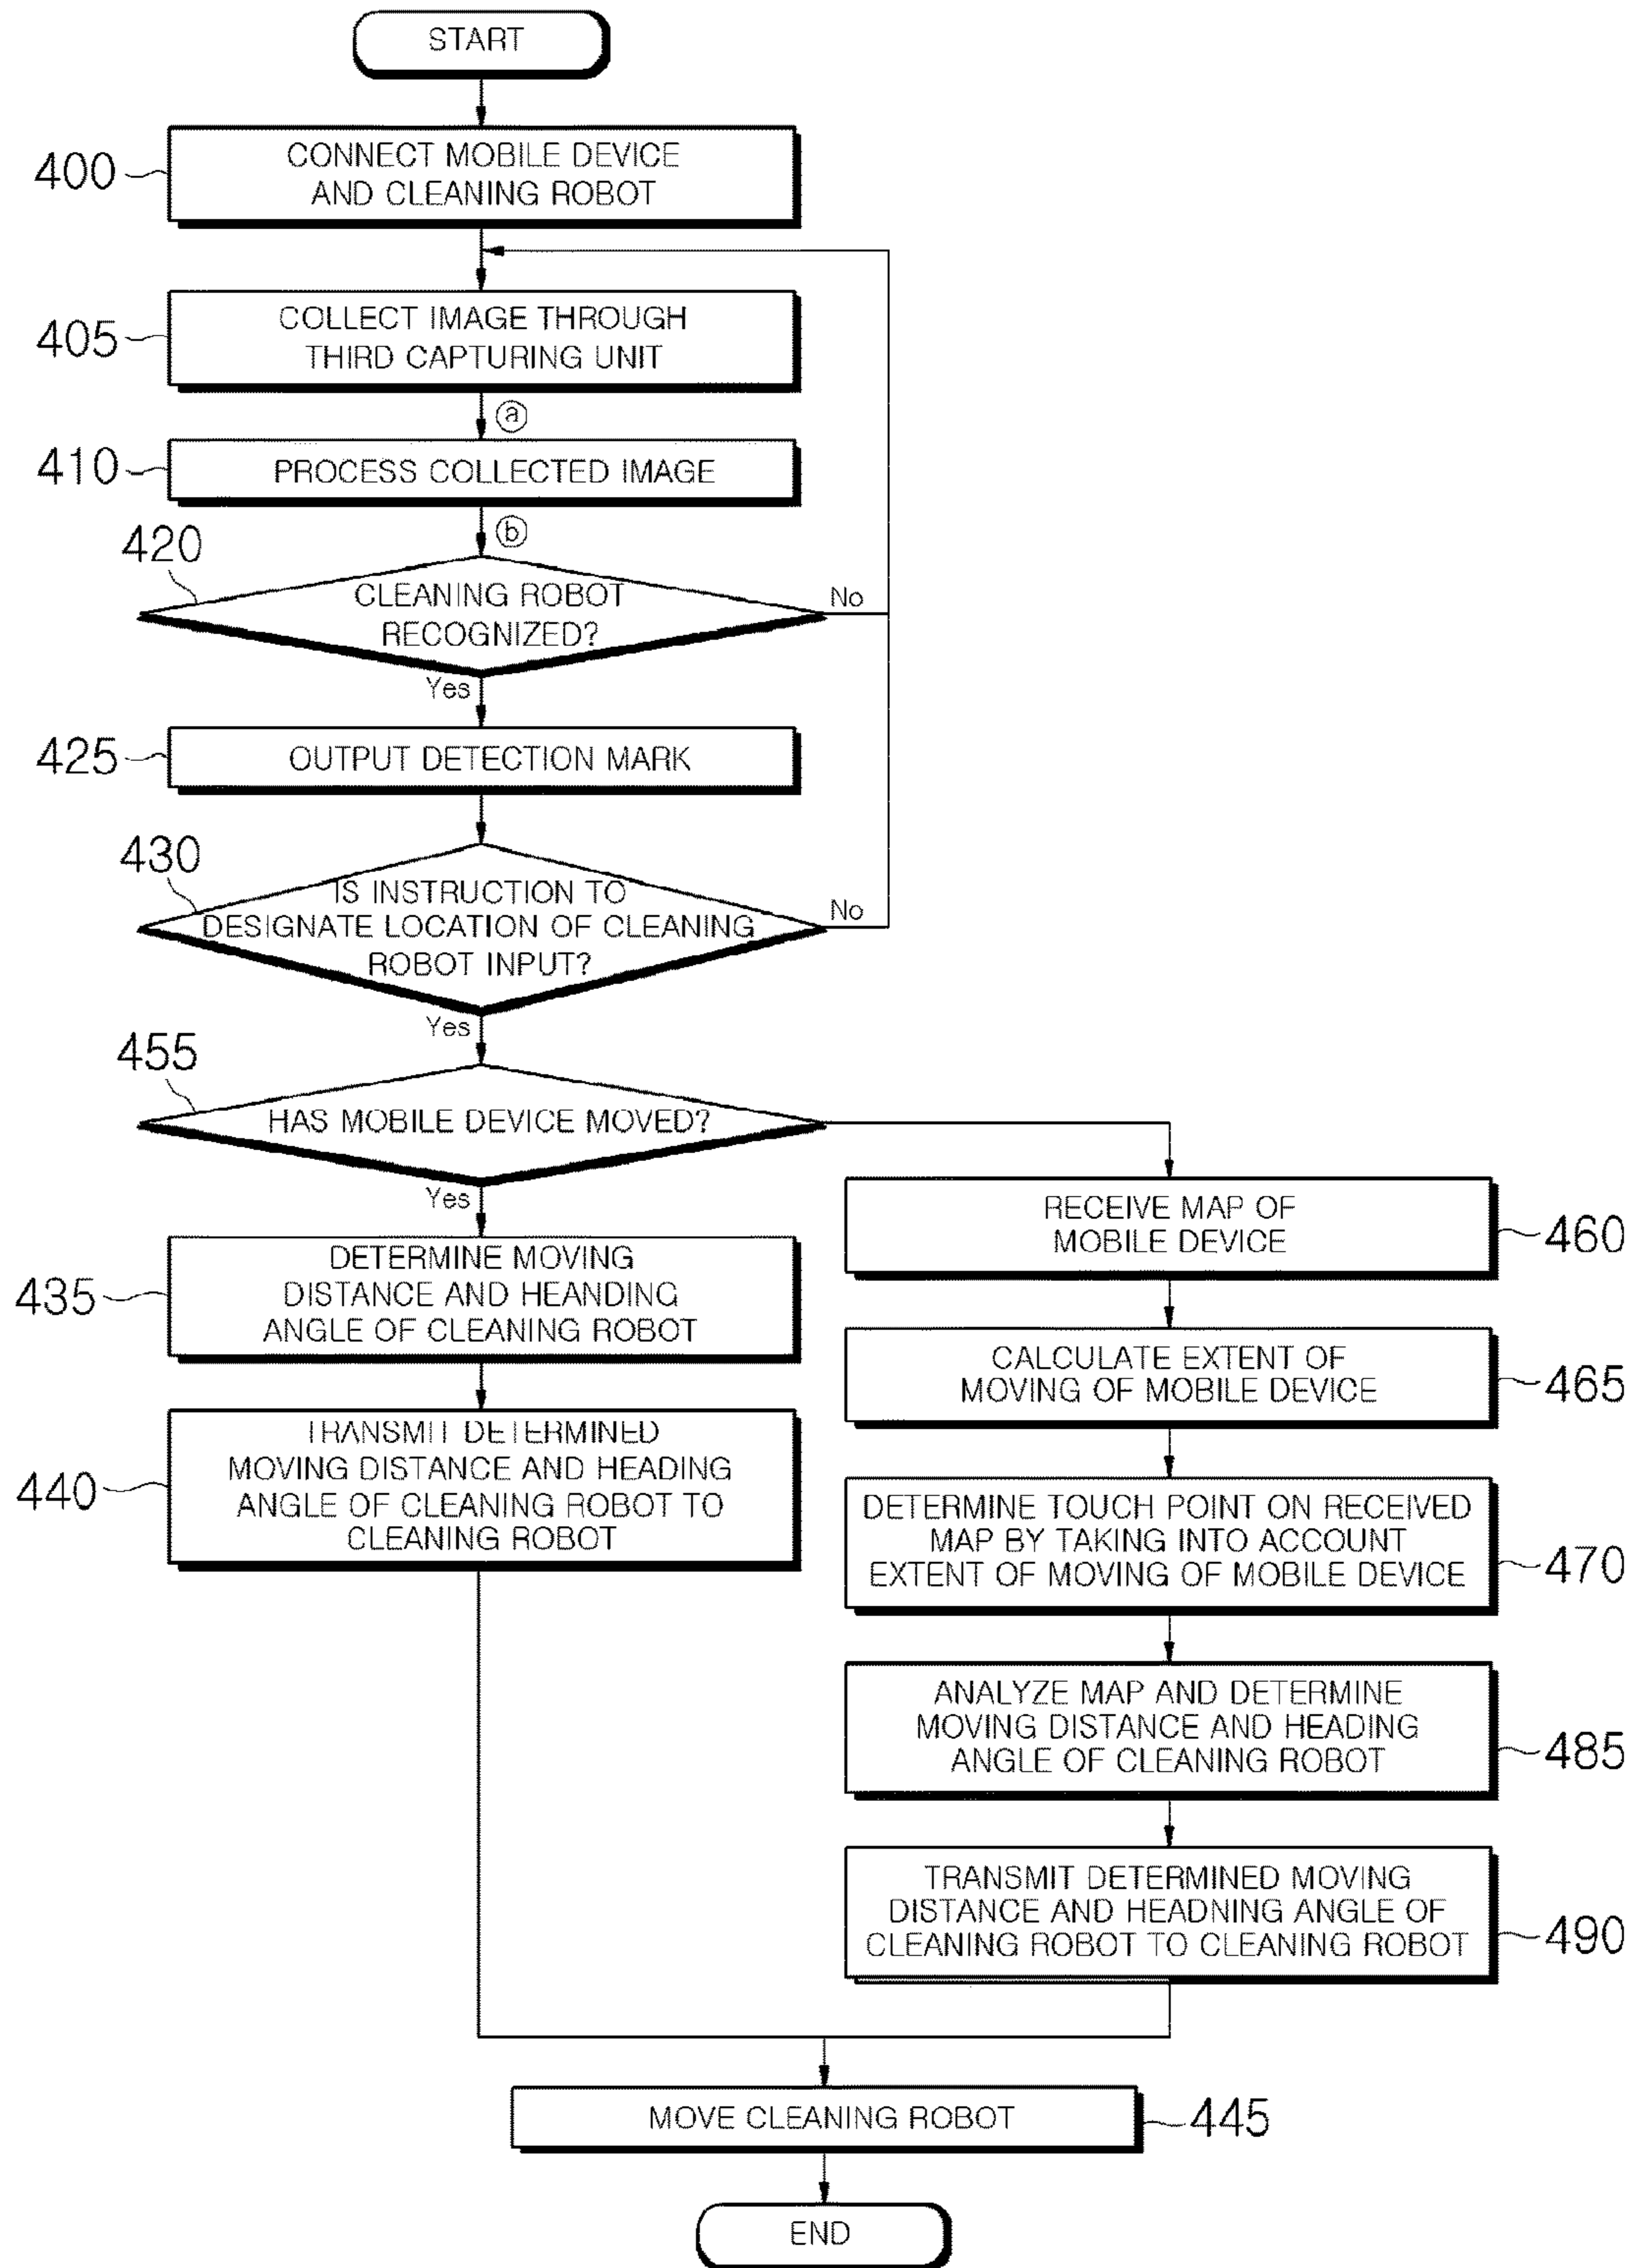 START
400
CONNECT MOBILE DEVICE
AND CLEANING ROBOT
405
COLLECT IMAGE THROUGH
THIRD CAPTURING UNIT
ⓐ
410
PROCESS COLLECTED IMAGE
ⓑ
420
CLEANING ROBOT
RECOGNIZED?
No
Yes
425
OUTPUT DETECTION MARK
430
IS INSTRUCTION TO
DESIGNATE LOCATION OF CLEANING
ROBOT INPUT?
No
Yes
455
HAS MOBILE DEVICE MOVED?
Yes
435
DETERMINE MOVING
DISTANCE AND HEANDING
ANGLE OF CLEANING ROBOT
440
TRANSMIT DETERMINED
MOVING DISTANCE AND HEADING
ANGLE OF CLEANING ROBOT TO
CLEANING ROBOT
RECEIVE MAP OF
MOBILE DEVICE
460
CALCULATE EXTENT OF
MOVING OF MOBILE DEVICE
465
DETERMINE TOUCH POINT ON RECEIVED
MAP BY TAKING INTO ACCOUNT
EXTENT OF MOVING OF MOBILE DEVICE
470
ANALYZE MAP AND DETERMINE
MOVING DISTANCE AND HEADING
ANGLE OF CLEANING ROBOT
485
TRANSMIT DETERMINED MOVING
DISTANCE AND HEADNING ANGLE OF
CLEANING ROBOT TO CLEANING ROBOT
490
MOVE CLEANING ROBOT
445
END